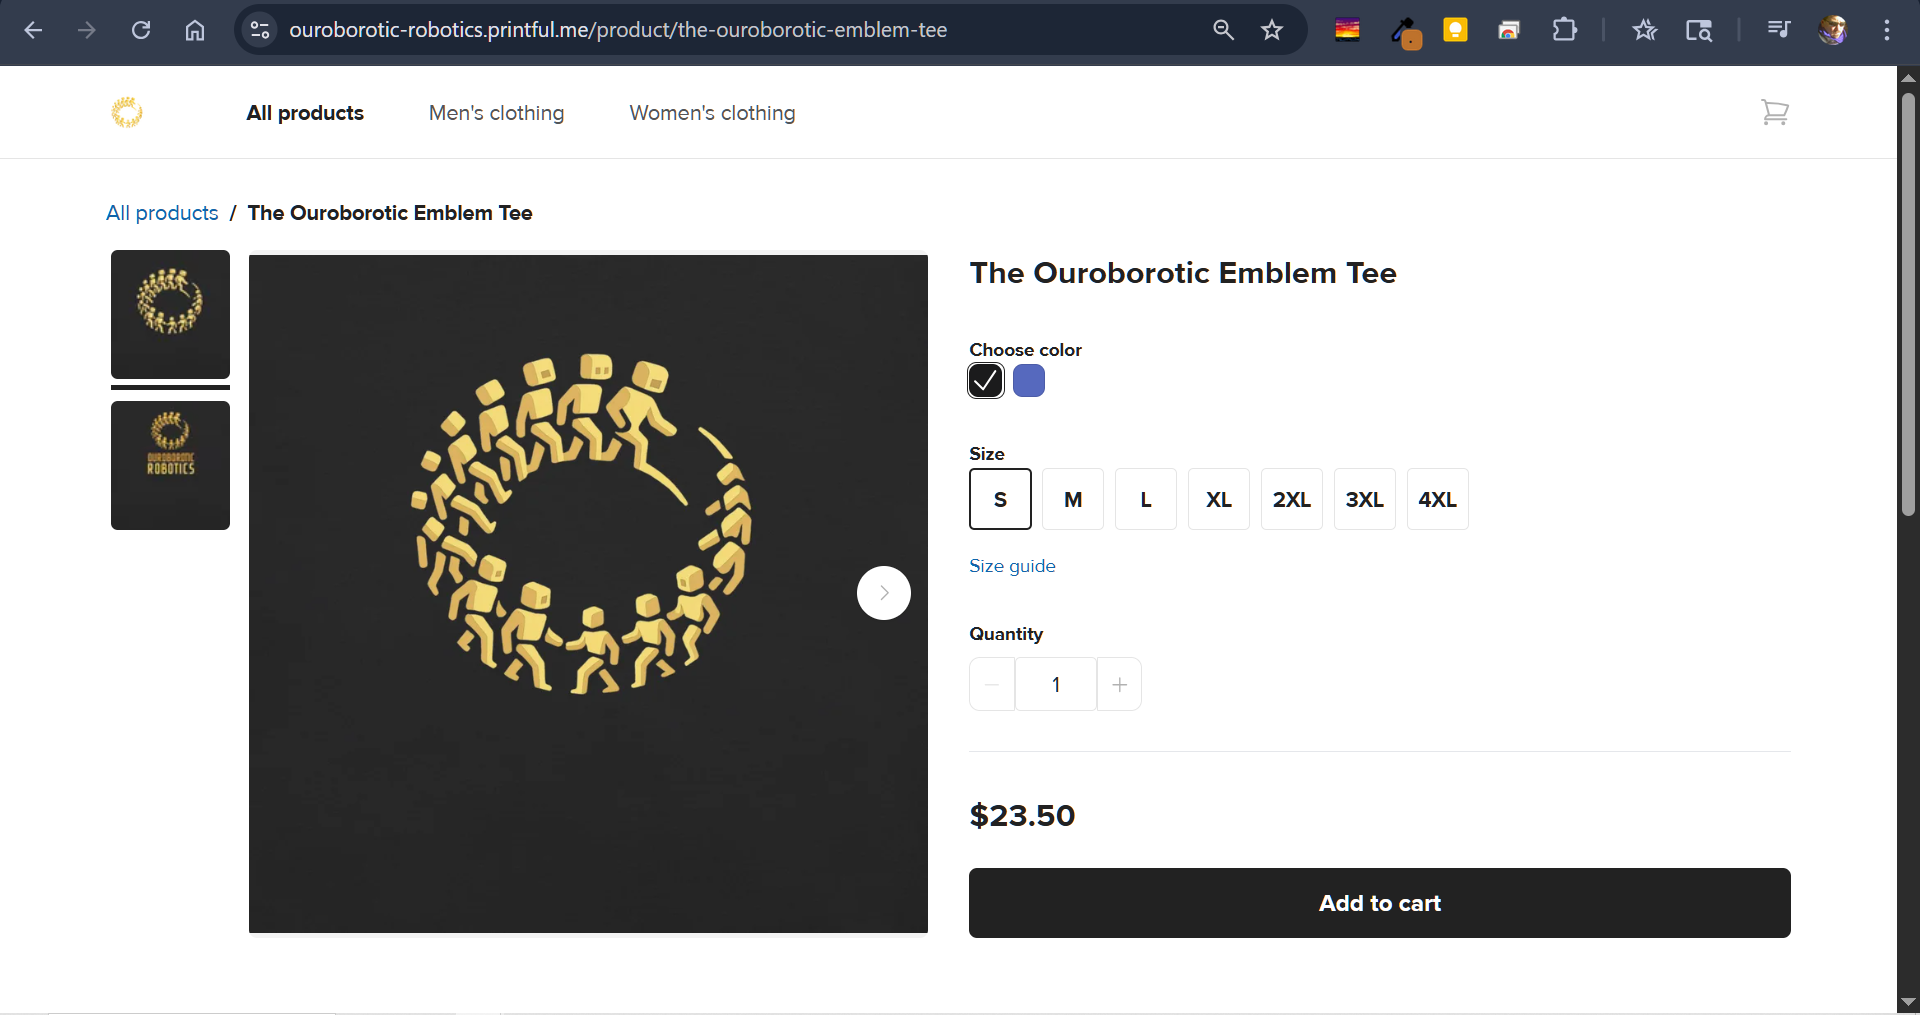 ouroborotic-robotics.printful.me/product/the-ouroborotic-emblem-tee
All products
Men's clothing
Women's clothing
All products / The Ouroborotic Emblem Tee
OUROBOROTIC
ROBOTICS
The Ouroborotic Emblem Tee
Choose color
Size
S M L XL 2XL 3XL 4XL
Size guide
Quantity
1
$23.50
Add to cart